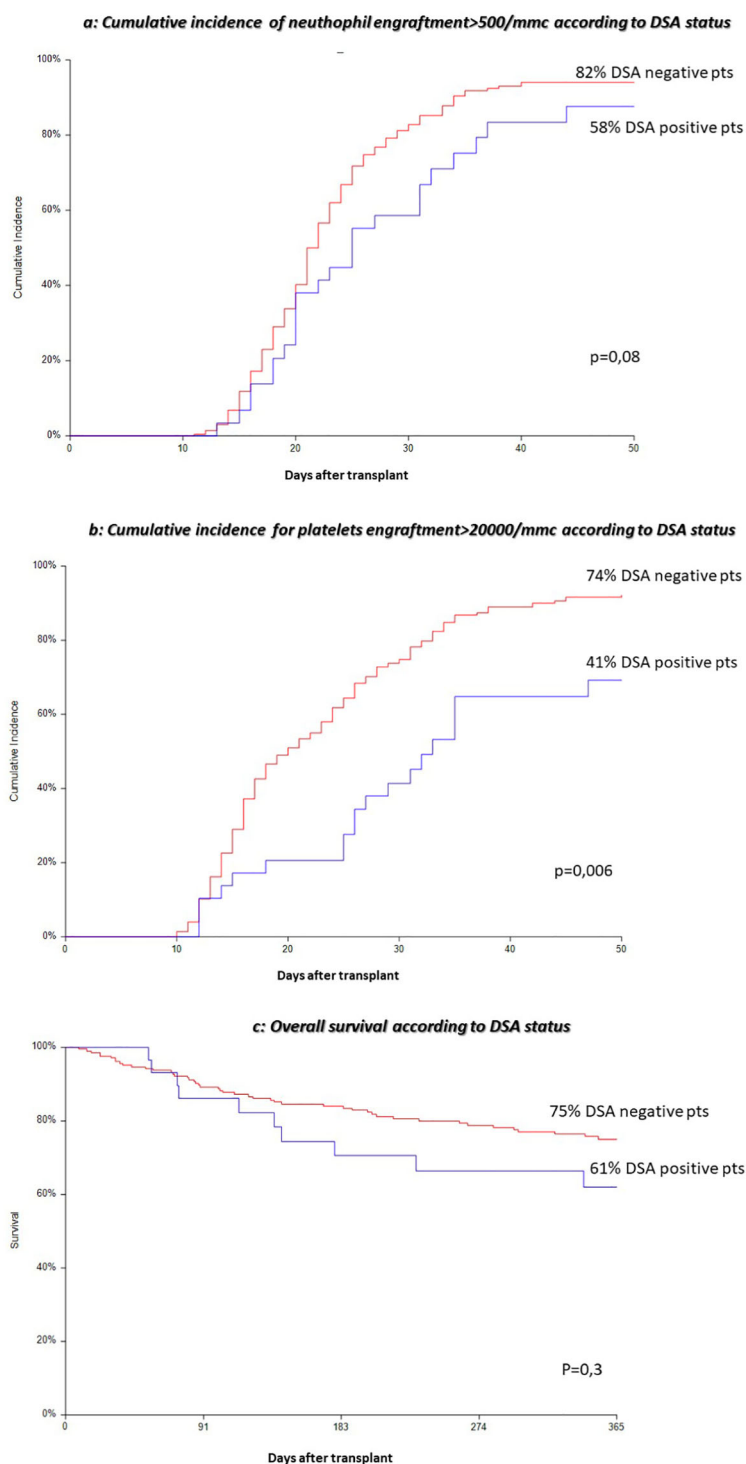 a: Cumulative incidence of neuthophil engraftment>500/mmc according to DSA status
100%
80%
60%
40%
20%
0%
Cumulative Incidence
82% DSA negative pts
58% DSA positive pts
p=0,08
0 10 20 30 40 50
Days after transplant
b: Cumulative incidence for platelets engraftment>20000/mmc according to DSA status
100%
80%
60%
40%
20%
0%
Cumulative Incidence
74% DSA negative pts
41% DSA positive pts
p=0,006
0 10 20 30 40 50
Days after transplant
c: Overall survival according to DSA status
100%
80%
60%
40%
20%
0%
Survival
75% DSA negative pts
61% DSA positive pts
P=0,3
0 91 183 274 365
Days after transplant